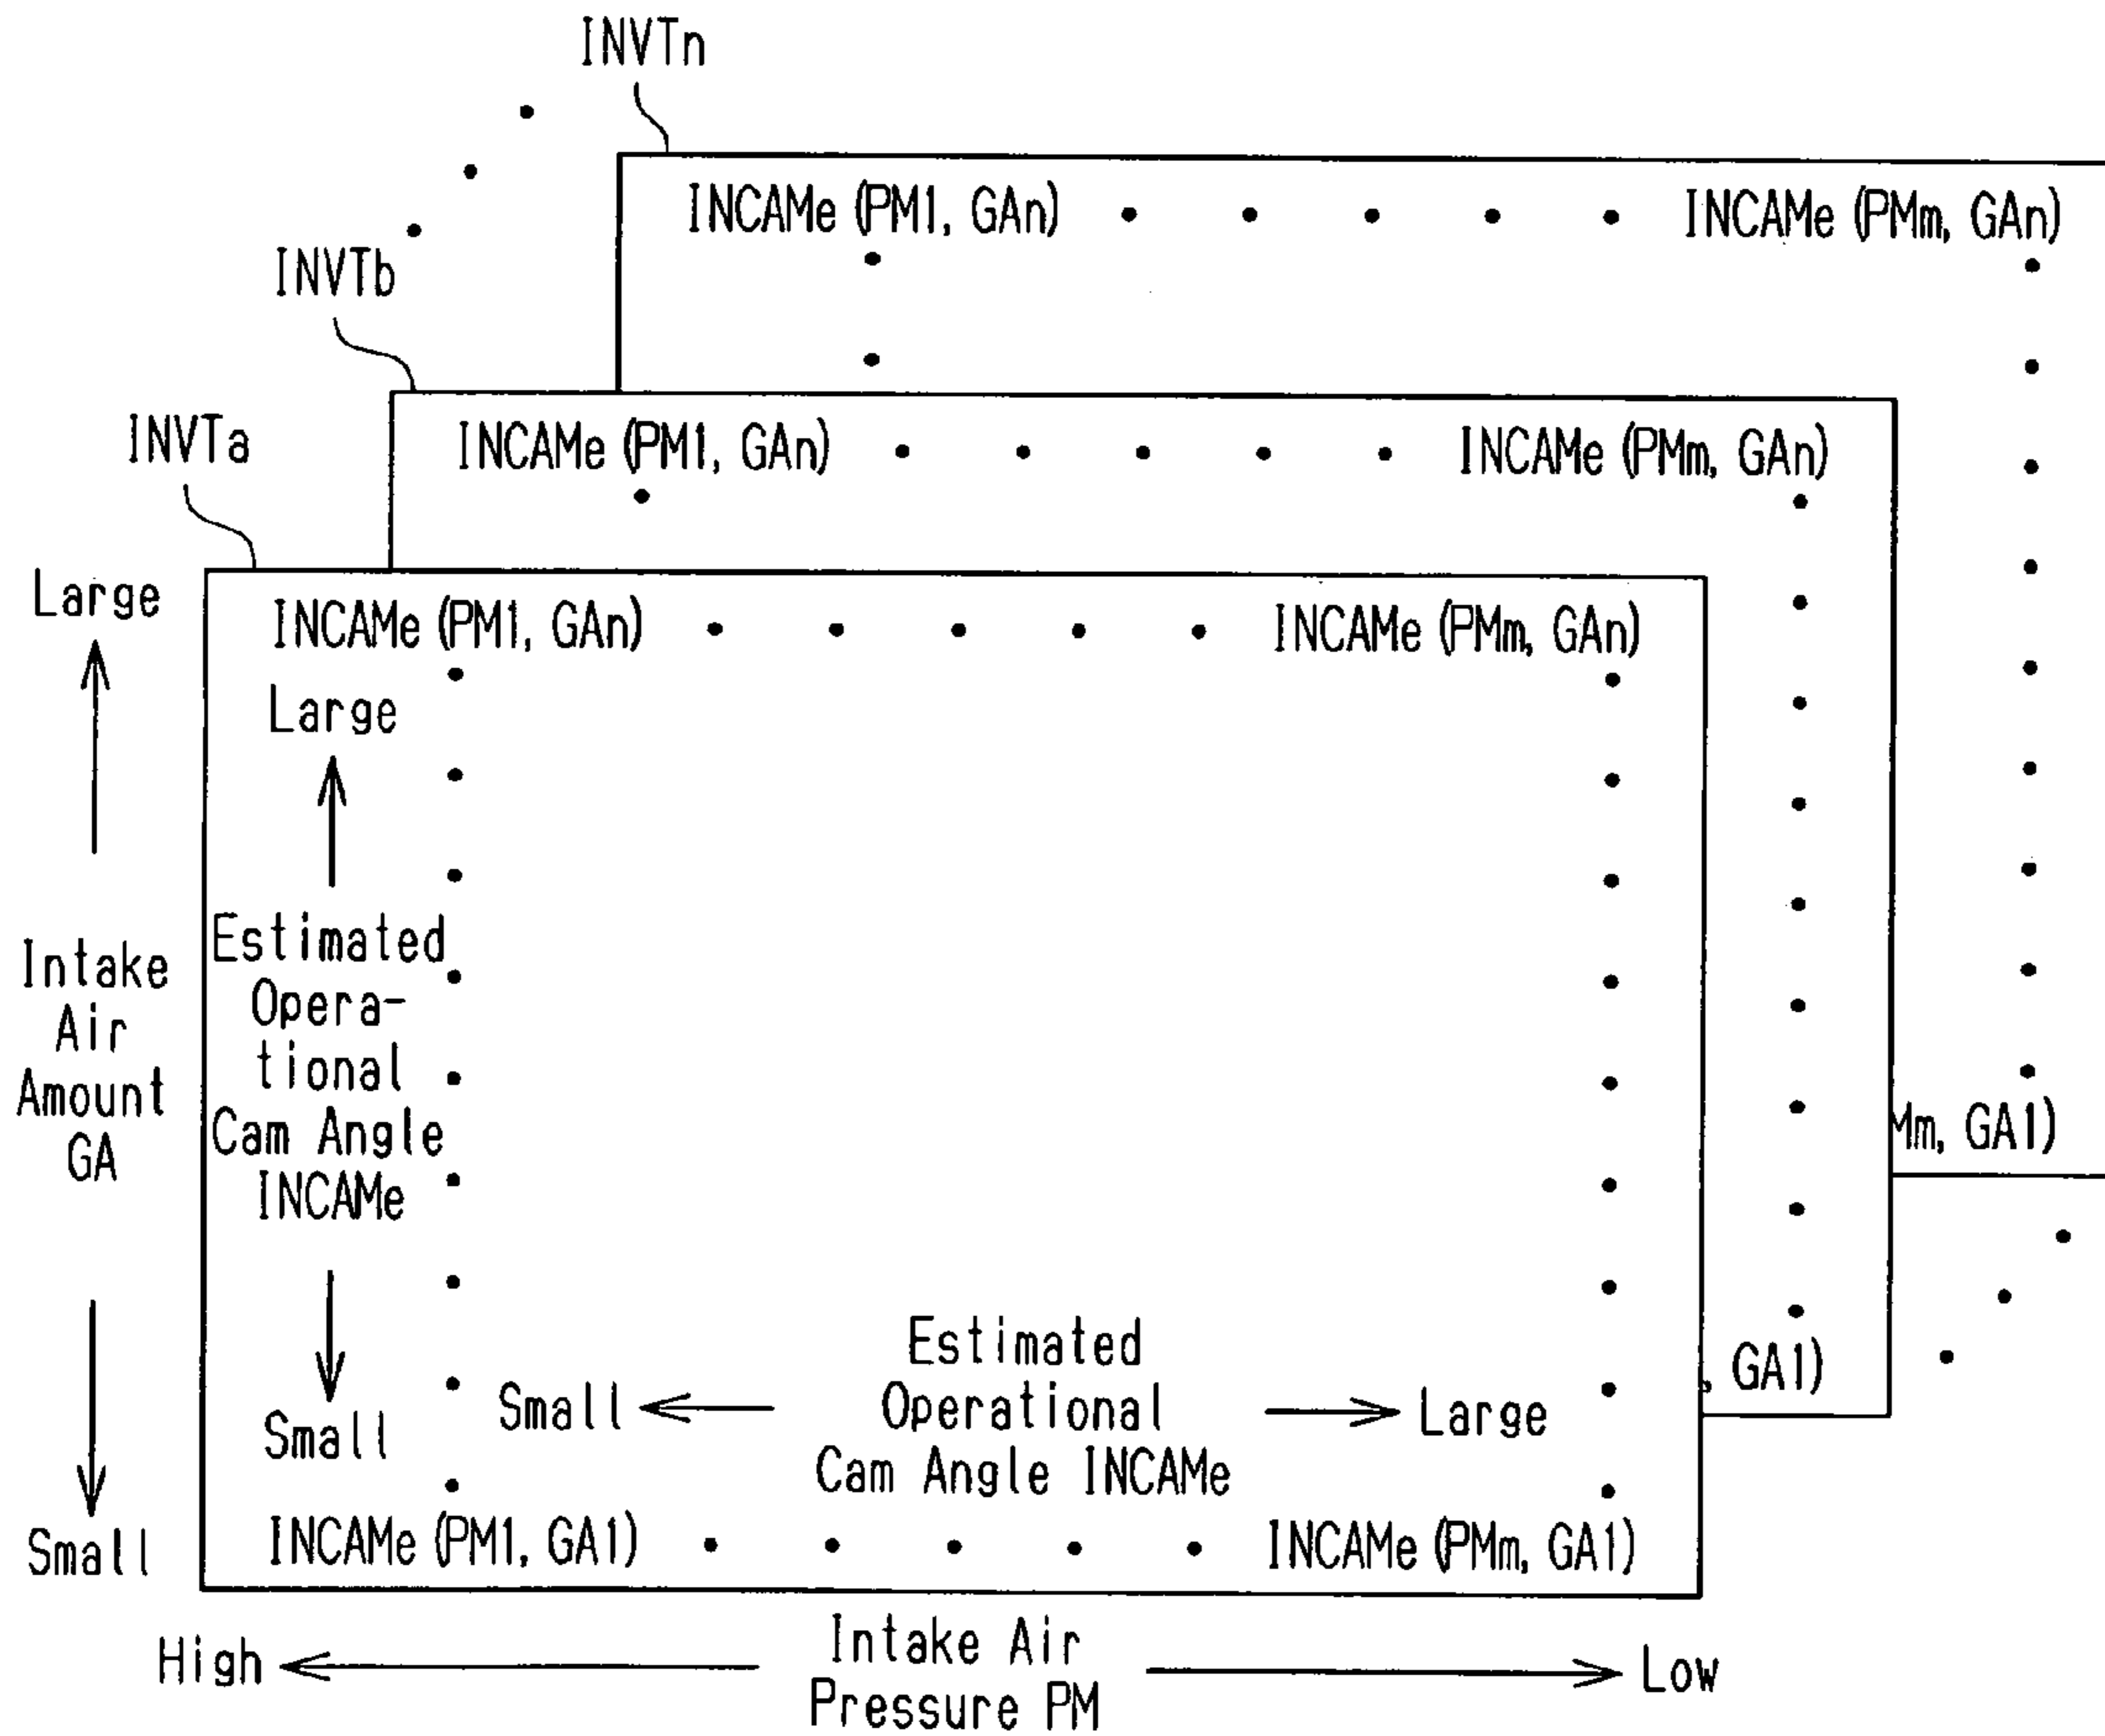 INVTn
INCAMe (PM1, GAn) • • • • • INCAMe (PMm, GAn)
INVTb
INCAMe (PM1, GAn) • • • • • INCAMe (PMm, GAn)
INVTa
INCAMe (PM1, GAn) • • • • • INCAMe (PMm, GAn)
Large
Intake
Air
Amount
GA
Small
Large
Estimated
Opera-
tional
Cam Angle
INCAMe
Small
Small
Estimated
Operational
Cam Angle INCAMe
Large
Mm, GA1)
, GA1)
INCAMe (PM1, GA1) • • • • • INCAMe (PMm, GA1)
High
Intake Air
Pressure PM
Low